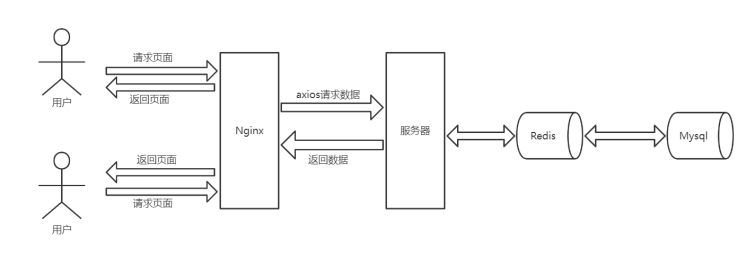 请求页面
返回页面
用户
axios请求数据
Nginx
服务器
Redis
Mysql
返回数据
返回页面
请求页面
用户